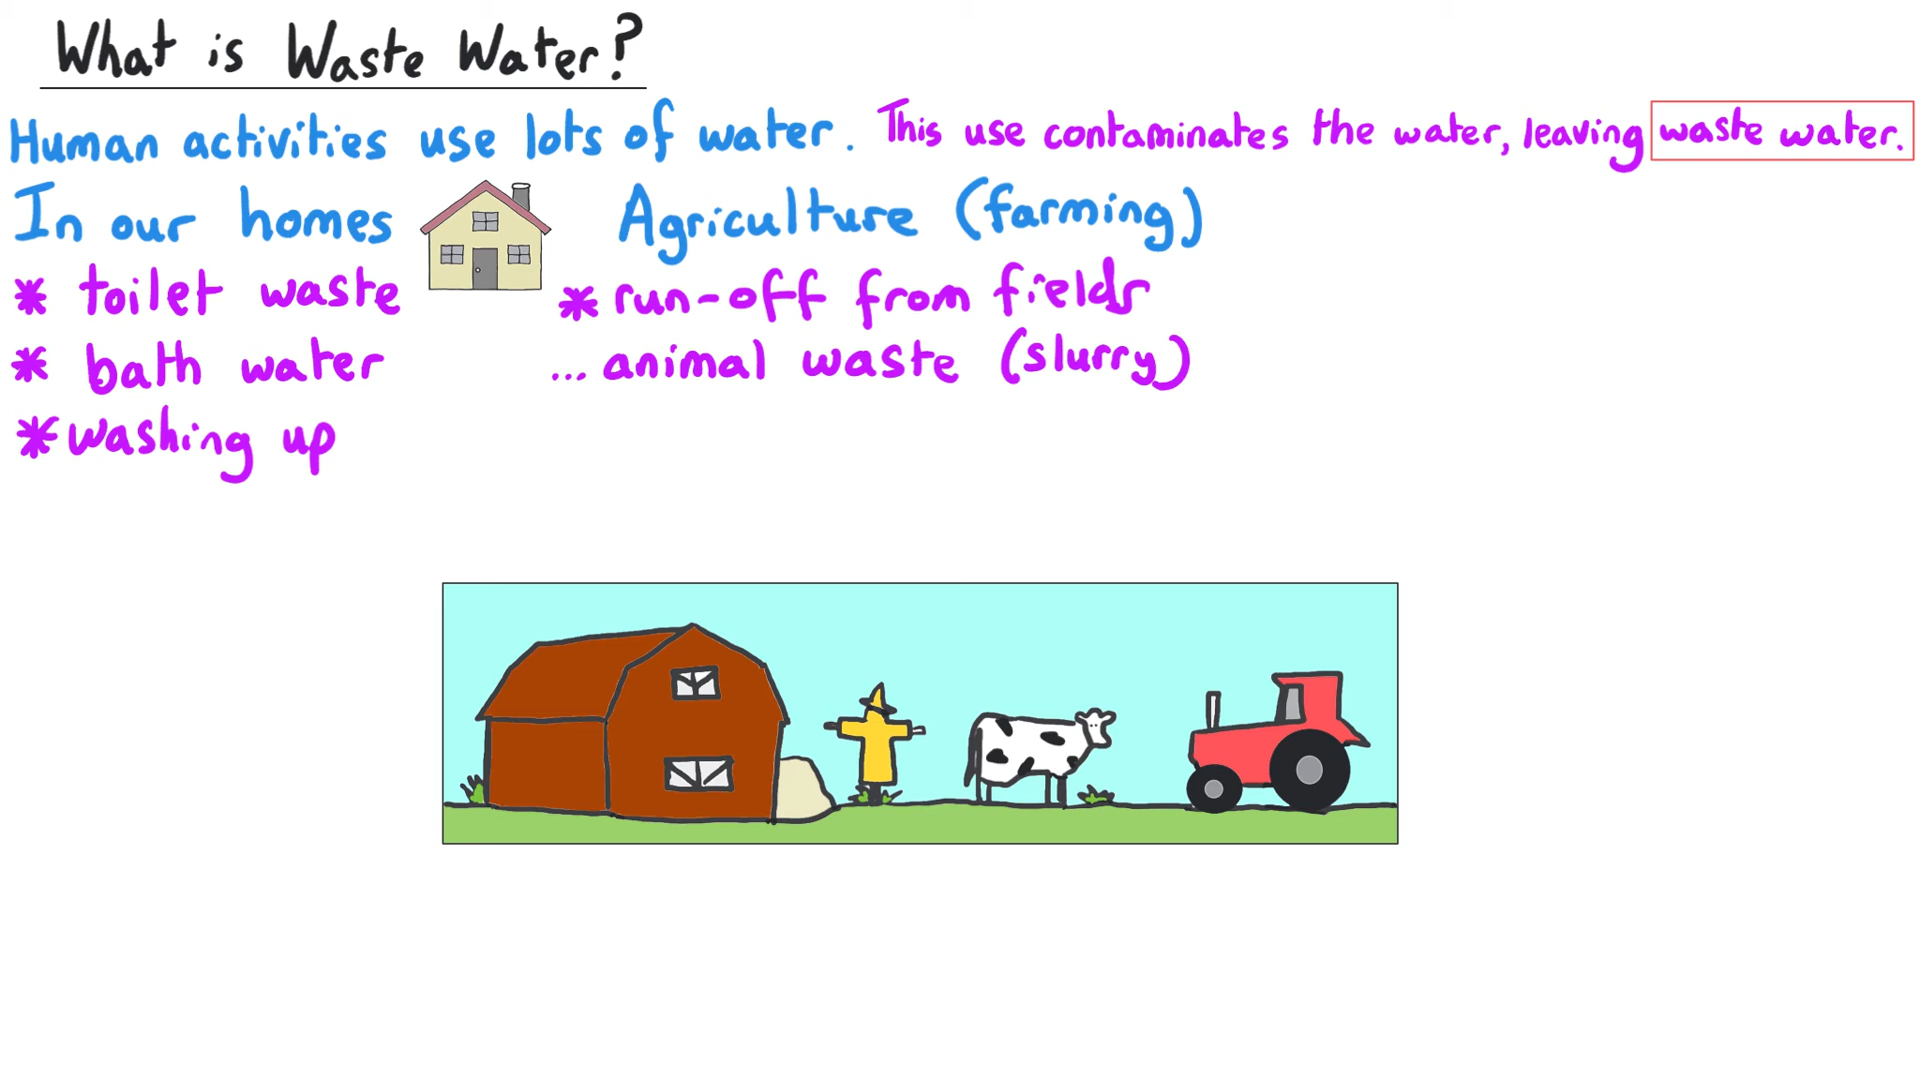 What is Waste Water?
Human activities use lots of water. This use contaminates the water, leaving waste water.
In our homes
* toilet waste
* bath water
* washing up
Agriculture (farming)
* run-off from fields
... animal waste (slurry)